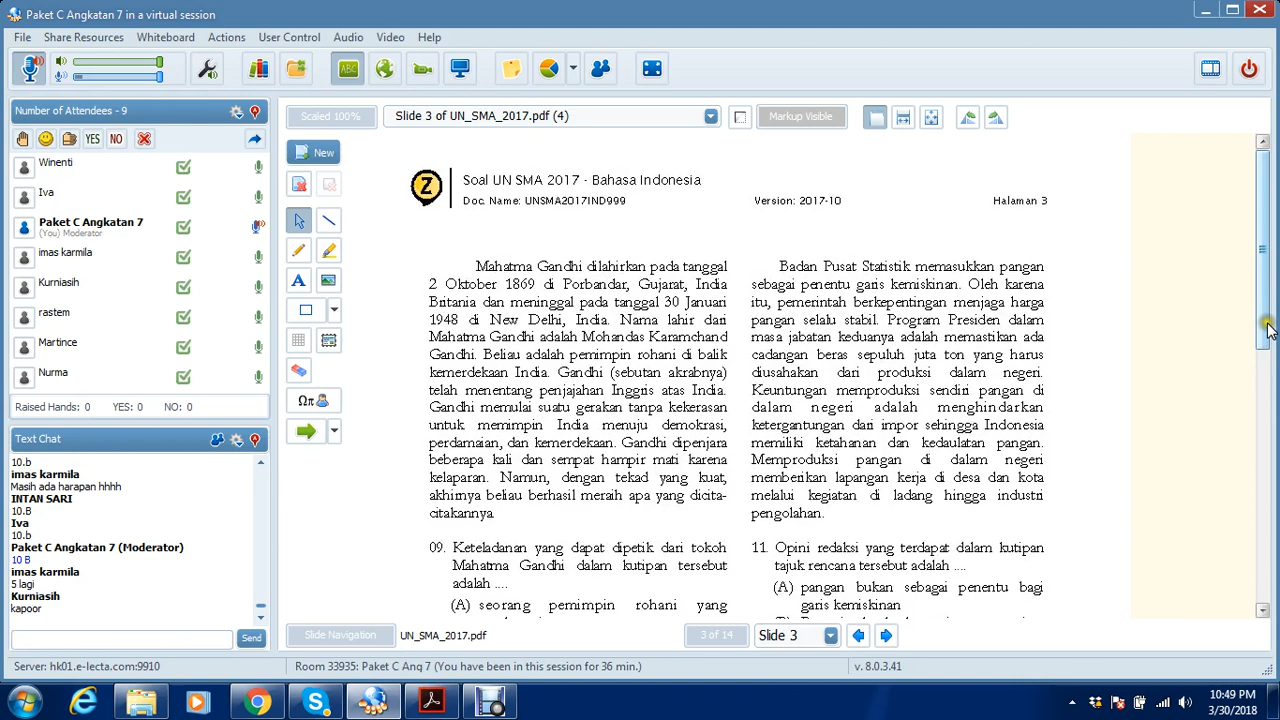 Paket C Angkatan 7 in a virtual session
File Share Resources Whiteboard Actions User Control Audio Video Help
ABC
Number of Attendees - 9
YES NO
Winenti
Iva
Paket C Angkatan 7
(You) Moderator
imas karmila
Kurniasih
rastem
Martince
Nurma
Raised Hands: 0 YES: 0 NO: 0
Text Chat
10.b
imas karmila
Masih ada harapan hhhh
INTAN SARI
10.B
Iva
10.b
Paket C Angkatan 7 (Moderator)
10 B
imas karmila
5 lagi
Kurniasih
kapoor
Send
Scaled 100% Slide 3 of UN_SMA_2017.pdf (4) Markup Visible
New
A
Ωπ
Z
Soal UN SMA 2017 - Bahasa Indonesia
Doc. Name: UNSMA2017IND999 Version: 2017-10 Halaman 3
Mahatma Gandhi dilahirkan pada tanggal
2 Oktober 1869 di Porbandar, Gujarat, India
Britania dan meninggal pada tanggal 30 Januari
1948 di New Delhi, India. Nama lahir dari
Mahatma Gandhi adalah Mohandas Karamchand
Gandhi. Beliau adalah pemimpin rohani di balik
kemerdekaan India. Gandhi (sebutan akrabnya)
telah menentang penjajahan Inggris atas India.
Gandhi memulai suatu gerakan tanpa kekerasan
untuk memimpin India menuju demokrasi,
perdamaian, dan kemerdekaan. Gandhi dipenjara
beberapa kali dan sempat hampir mati karena
kelaparan. Namun, dengan tekad yang kuat,
akhirnya beliau berhasil meraih apa yang dicita-
citakannya.
09. Keteladanan yang dapat dipetik dari tokoh
Mahatma Gandhi dalam kutipan tersebut
adalah ....
(A) seorang pemimpin rohani yang
Badan Pusat Statistik memasukkan pangan
sebagai penentu garis kemiskinan. Oleh karena
itu, pemerintah berkepentingan menjaga harga
pangan selalu stabil. Program Presiden dalam
masa jabatan keduanya adalah memastikan ada
cadangan beras sepuluh juta ton yang harus
diusahakan dari produksi dalam negeri.
Keuntungan memproduksi sendiri pangan di
dalam negeri adalah menghindarkan
ketergantungan dari impor sehingga Indonesia
memiliki ketahanan dan kedaulatan pangan.
Memproduksi pangan di dalam negeri
memberikan lapangan kerja di desa dan kota
melalui kegiatan di ladang hingga industri
pengolahan.
11. Opini redaksi yang terdapat dalam kutipan
tajuk rencana tersebut adalah ....
(A) pangan bukan sebagai penentu bagi
garis kemiskinan
Slide Navigation UN_SMA_2017.pdf 3 of 14 Slide 3
Server: hk01.e-lecta.com:9910 Room 33935: Paket C Ang 7 (You have been in this session for 36 min.) v. 8.0.3.41
10:49 PM
3/30/2018